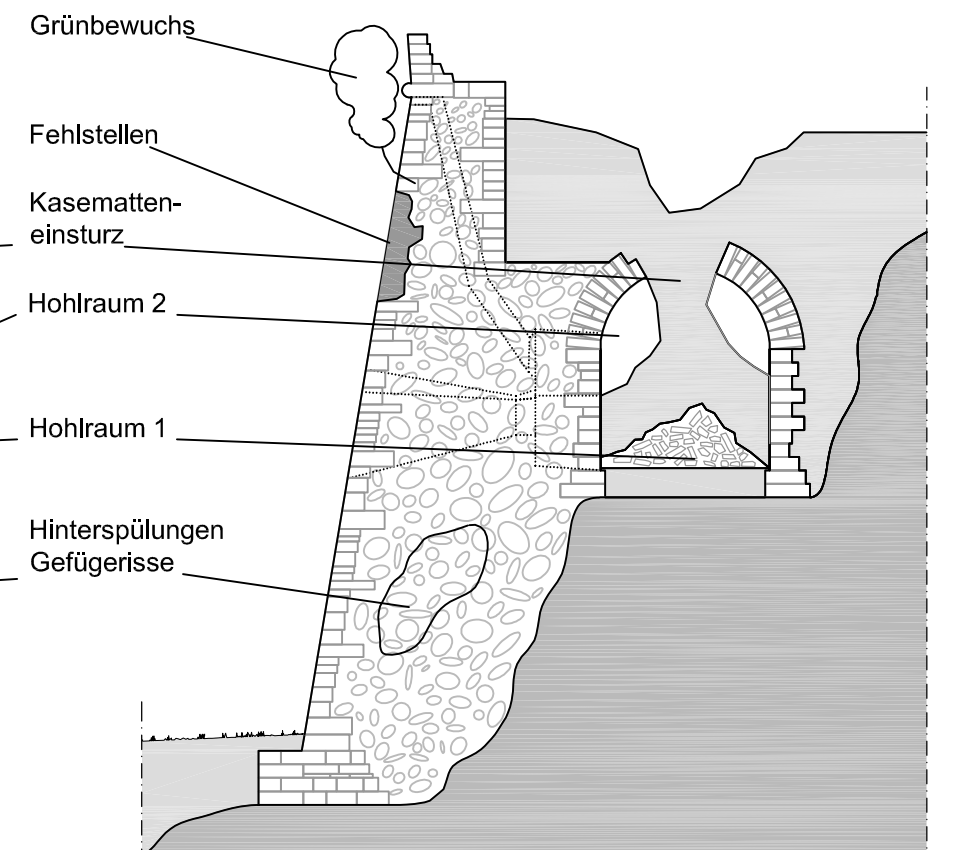 Grünbewuchs
Fehlstellen
Kasematten-
einsturz
Hohlraum 2
Hohlraum 1
Hinterspülungen
Gefügerisse